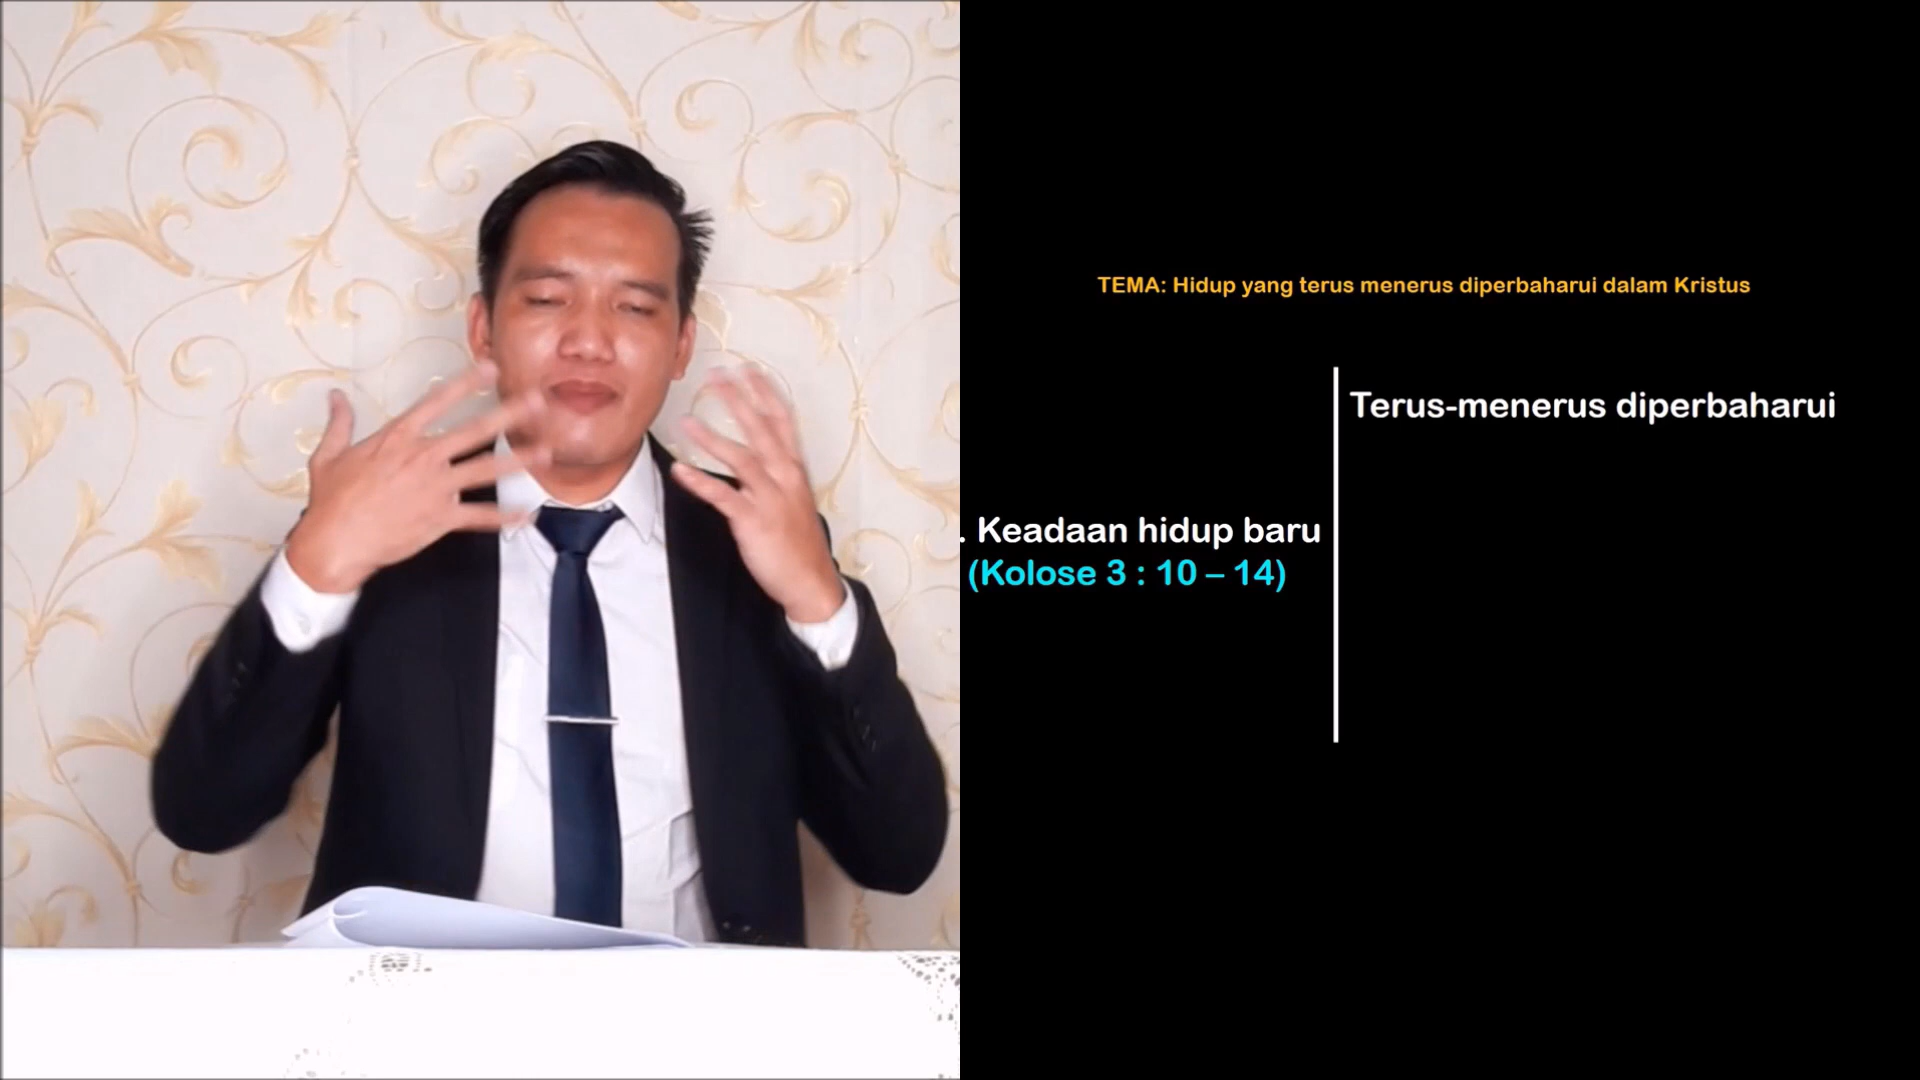 TEMA: Hidup yang terus menerus diperbaharui dalam Kristus
Terus-menerus diperbaharui
. Keadaan hidup baru
(Kolose 3 : 10 – 14)